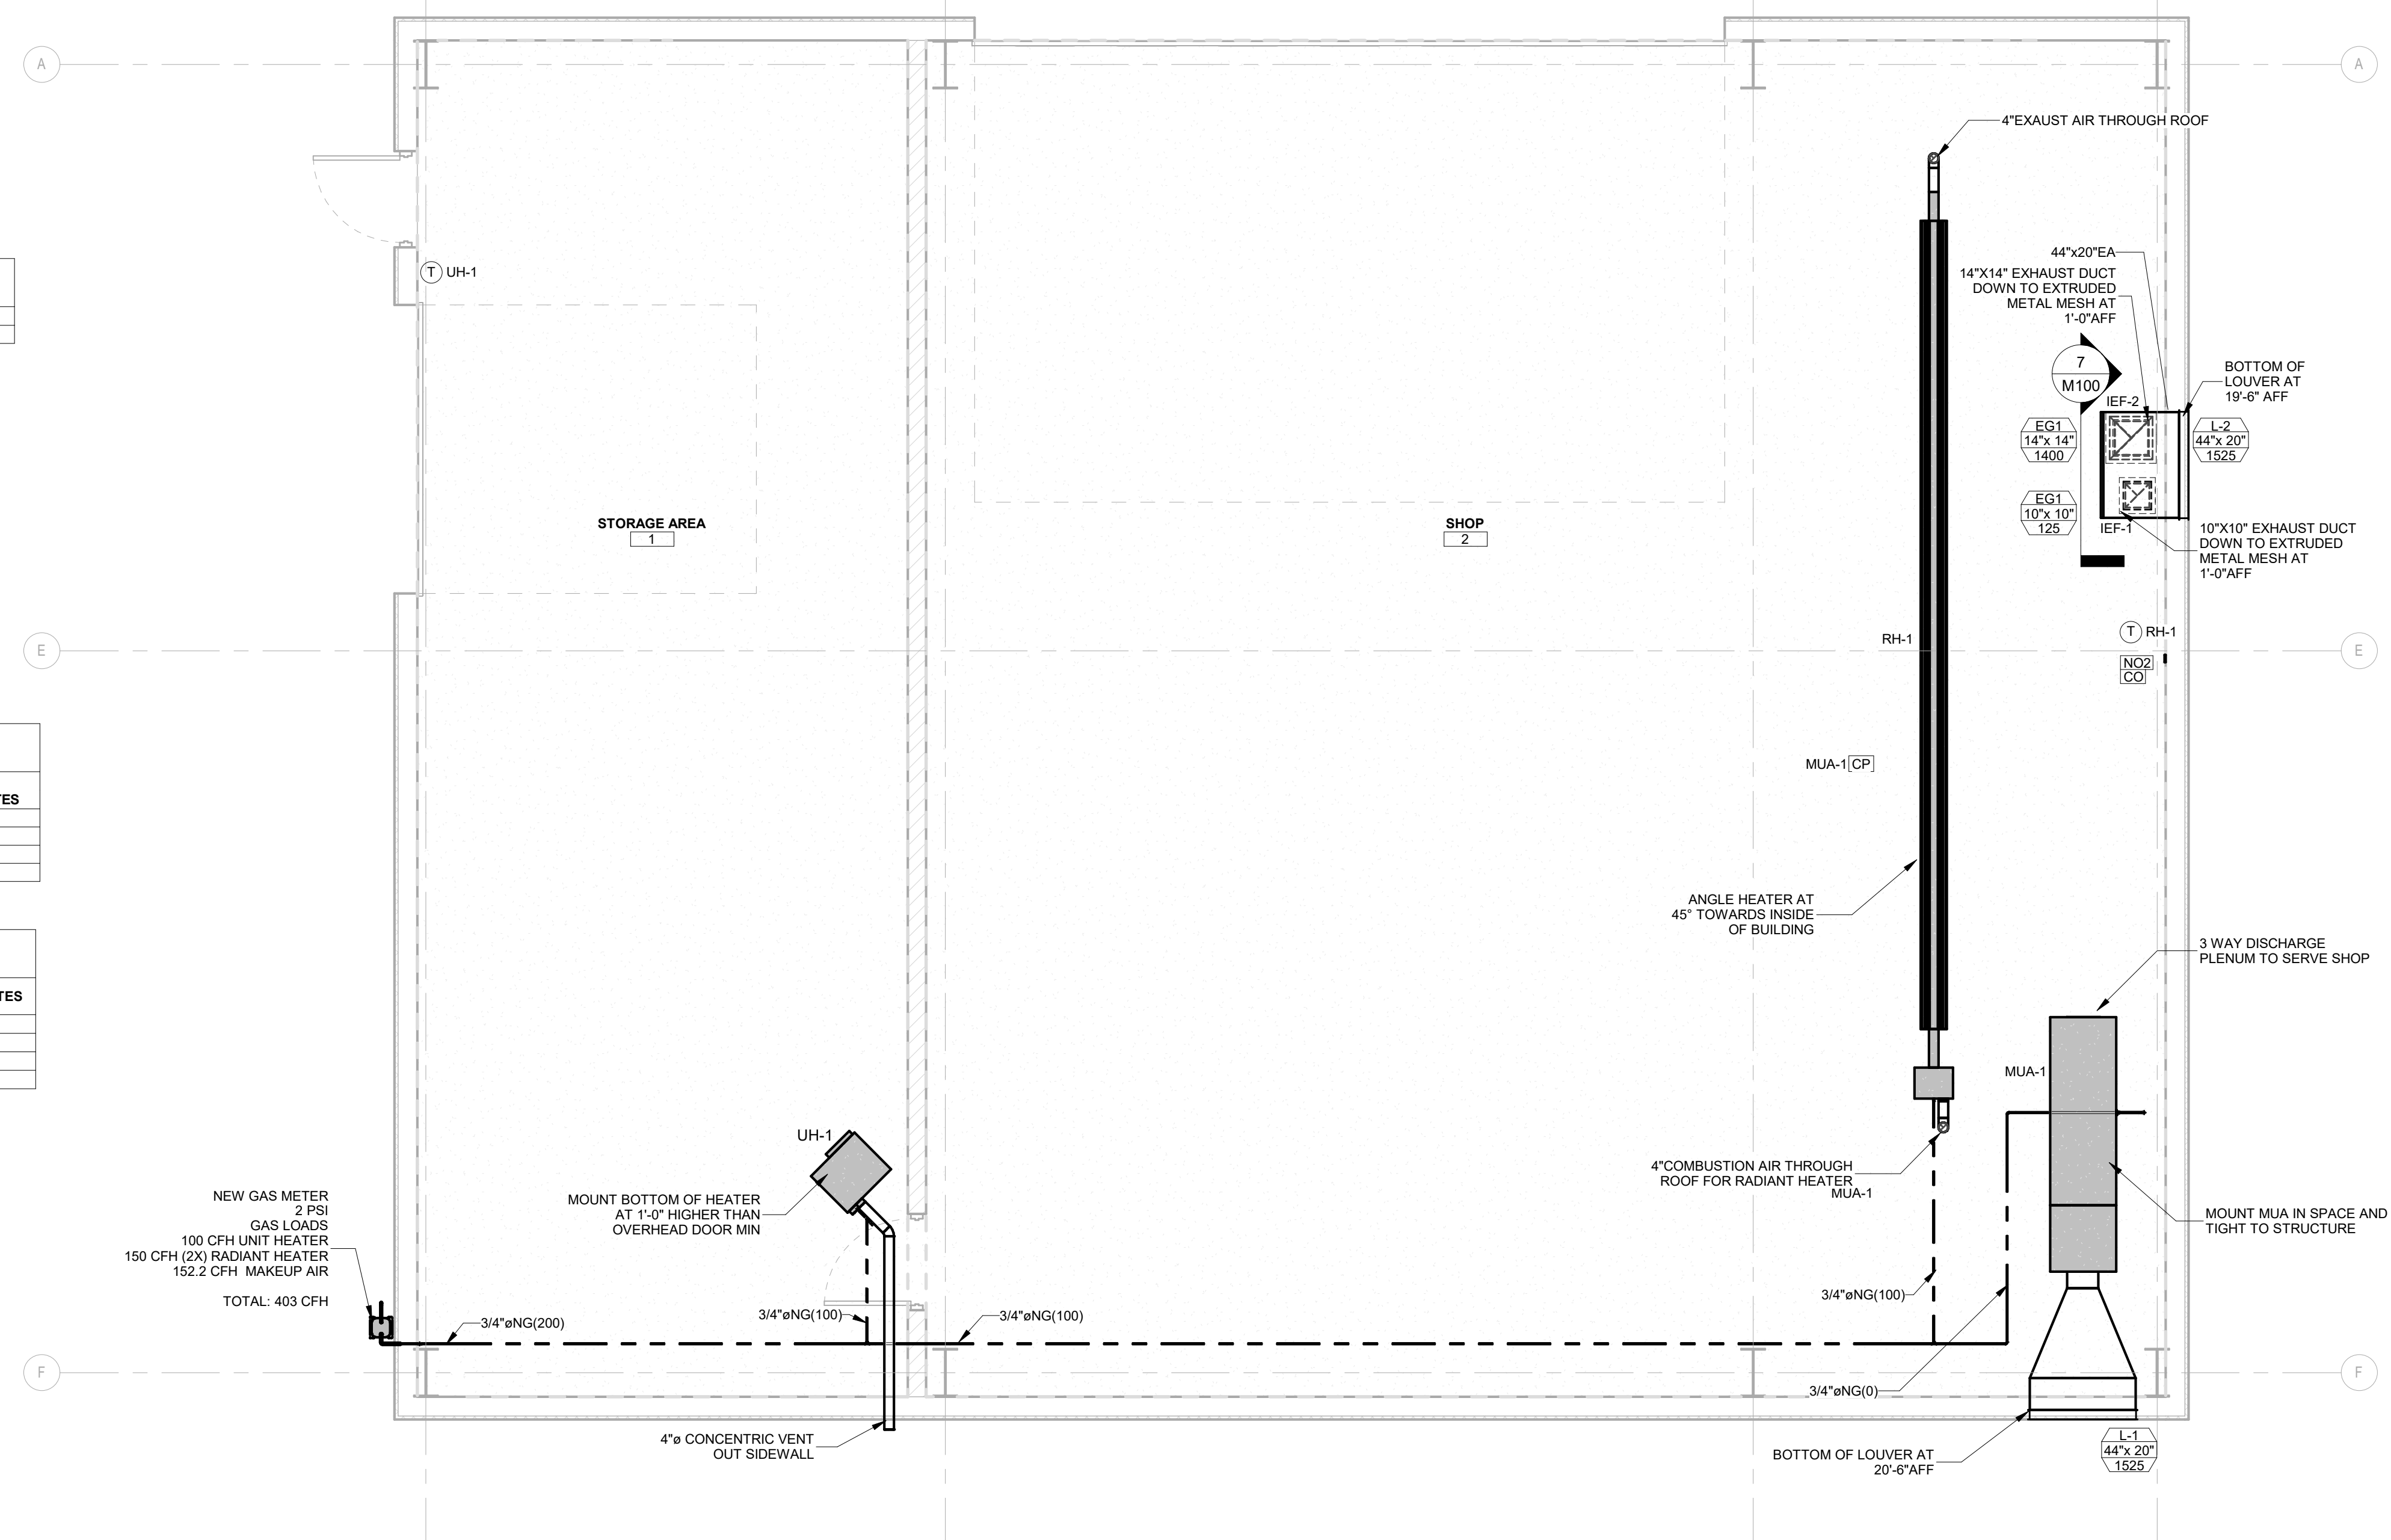 A
A
4"EXAUST AIR THROUGH ROOF
T UH-1
44"x20"EA
14"X14" EXHAUST DUCT
DOWN TO EXTRUDED
METAL MESH AT
1'-0"AFF
7
M100
BOTTOM OF
LOUVER AT
19'-6" AFF
IEF-2
EG1
14"x 14"
1400
L-2
44"x 20"
1525
EG1
10"x 10"
125
IEF-1
10"X10" EXHAUST DUCT
DOWN TO EXTRUDED
METAL MESH AT
1'-0"AFF
STORAGE AREA
1
SHOP
2
E
RH-1
T RH-1
E
NO2
CO
MUA-1 CP
TES
ANGLE HEATER AT
45° TOWARDS INSIDE
OF BUILDING
3 WAY DISCHARGE
PLENUM TO SERVE SHOP
TES
MUA-1
UH-1
MOUNT BOTTOM OF HEATER
AT 1'-0" HIGHER THAN
OVERHEAD DOOR MIN
4"COMBUSTION AIR THROUGH
ROOF FOR RADIANT HEATER
MUA-1
MOUNT MUA IN SPACE AND
TIGHT TO STRUCTURE
NEW GAS METER
2 PSI
GAS LOADS
100 CFH UNIT HEATER
150 CFH (2X) RADIANT HEATER
152.2 CFH MAKEUP AIR
TOTAL: 403 CFH
3/4"øNG(200)
3/4"øNG(100)
3/4"øNG(100)
3/4"øNG(100)
3/4"øNG(0)
F
F
4"ø CONCENTRIC VENT
OUT SIDEWALL
BOTTOM OF LOUVER AT
20'-6"AFF
L-1
44"x 20"
1525